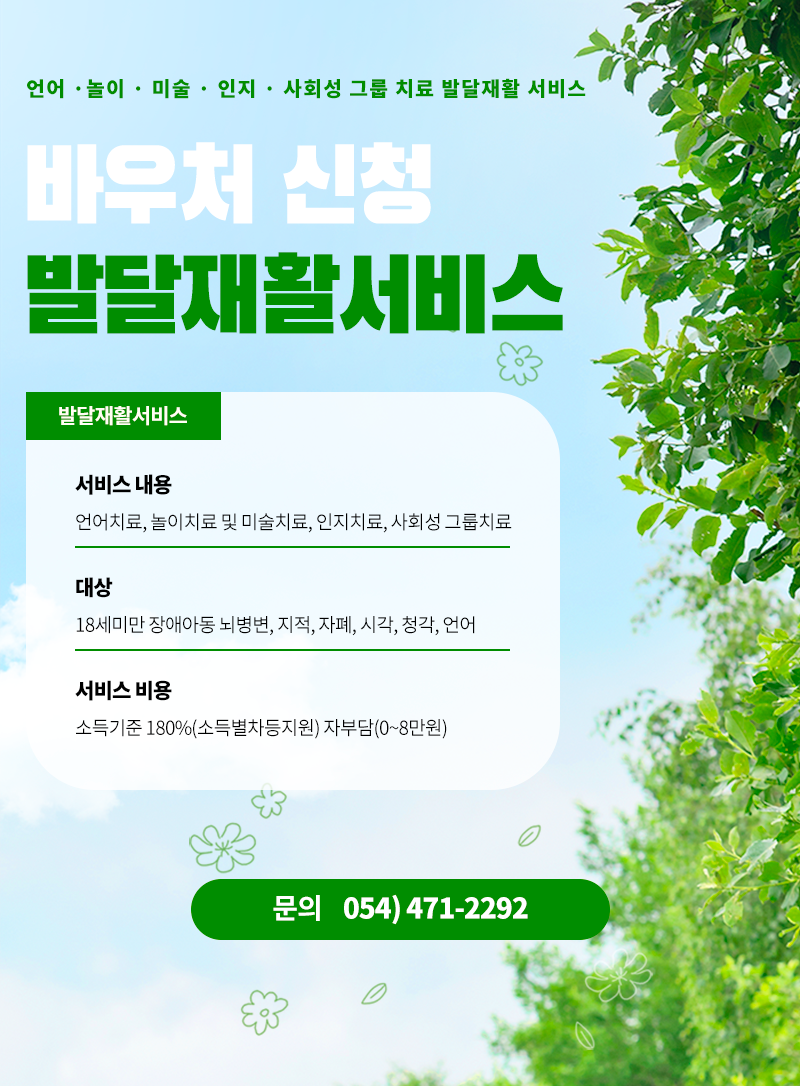 언어 · 놀이 · 미술 · 인지 · 사회성 그룹 치료 발달재활 서비스
바우처 신청
발달재활서비스
발달재활서비스
서비스 내용
언어치료, 놀이치료 및 미술치료, 인지치료, 사회성 그룹치료
대상
18세미만 장애아동 뇌병변, 지적, 자폐, 시각, 청각, 언어
서비스 비용
소득기준 180%(소득별차등지원) 자부담(0~8만원)
문의 054) 471-2292